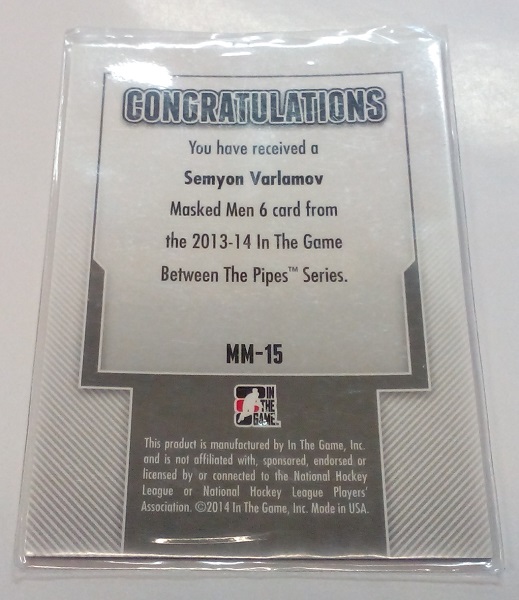 CONGRATULATIONS
You have received a
Semyon Varlamov
Masked Men 6 card from
the 2013-14 In The Game
Between The Pipes™ Series.
MM-15
IN
THE
GAME
This product is manufactured by In The Game, Inc.
and is not affiliated with, sponsored, endorsed or
licensed by or connected to the National Hockey
League or National Hockey League Players'
Association. ©2014 In The Game, Inc. Made in USA.